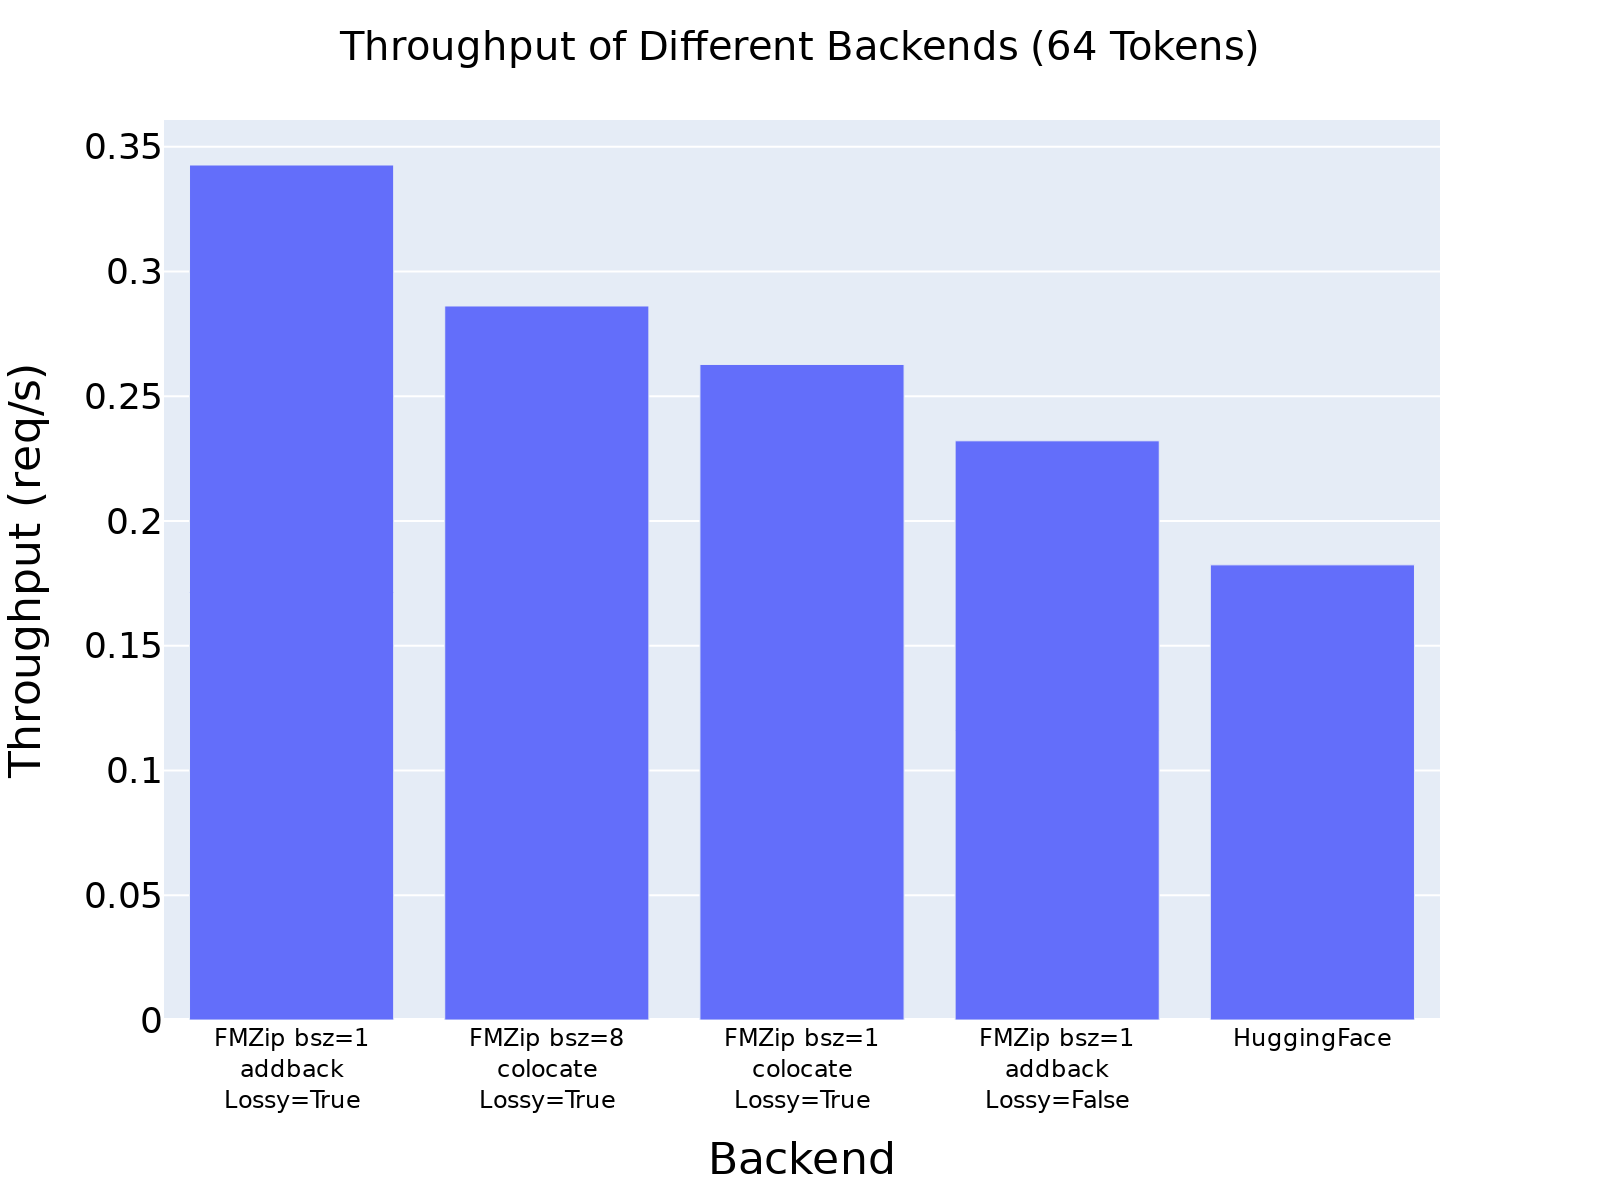 Throughput of Different Backends (64 Tokens)
Throughput (req/s)
0.35
0.3
0.25
0.2
0.15
0.1
0.05
0
FMZip bsz=1
addback
Lossy=True
FMZip bsz=8
colocate
Lossy=True
FMZip bsz=1
colocate
Lossy=True
FMZip bsz=1
addback
Lossy=False
HuggingFace
Backend